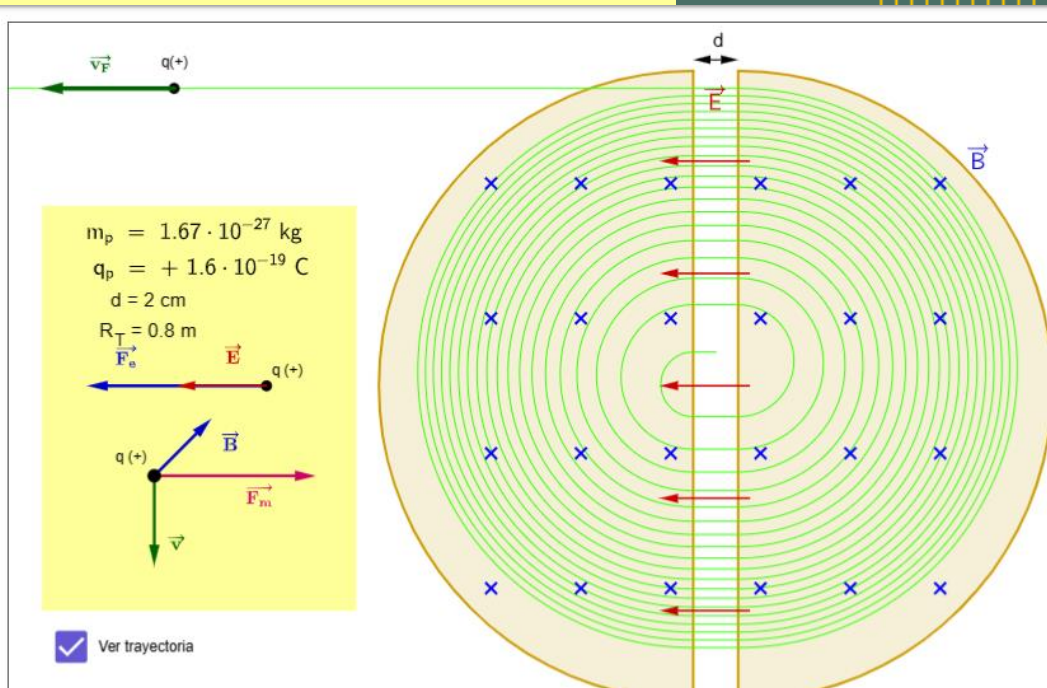 d
v_F q(+)
E
B
m_p = 1.67 · 10^-27 kg
q_p = + 1.6 · 10^-19 C
d = 2 cm
R_T = 0.8 m
F_e E
q (+)
B
q (+)
F_m
v
Ver trayectoria